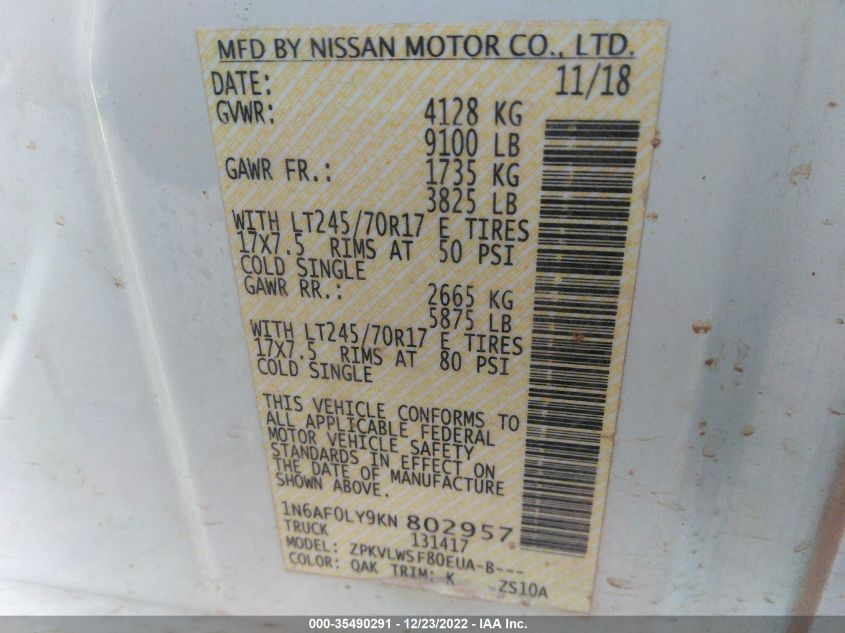 MFD BY NISSAN MOTOR CO., LTD.
DATE: 11/18
GVWR: 4128 KG
9100 LB
GAWR FR.: 1735 KG
3825 LB
WITH LT245/70R17 E TIRES
17X7.5 RIMS AT 50 PSI
COLD SINGLE
GAWR RR.: 2665 KG
5875 LB
WITH LT245/70R17 E TIRES
17X7.5 RIMS AT 80 PSI
COLD SINGLE
THIS VEHICLE CONFORMS TO
ALL APPLICABLE FEDERAL
MOTOR VEHICLE SAFETY
STANDARDS IN EFFECT ON
THE DATE OF MANUFACTURE
SHOWN ABOVE.
1N6AF0LY9KN 802957
TRUCK 131417
MODEL: ZPKVLWSF80EUA-B---
COLOR: QAK TRIM: K ZS10A
000-35490291 - 12/23/2022 - IAA Inc.